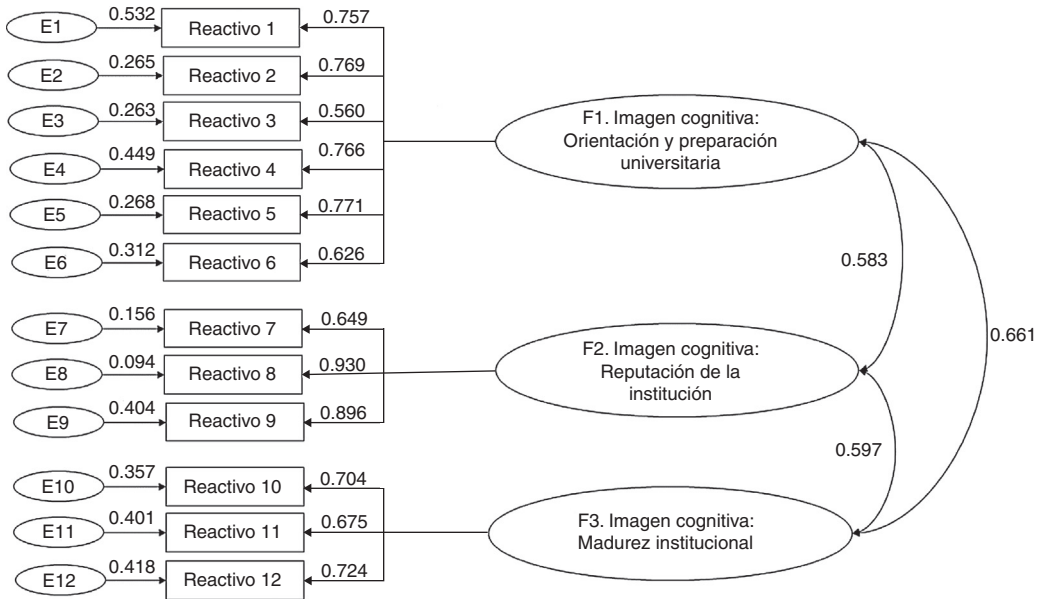 E1 0.532 Reactivo 1 0.757
E2 0.265 Reactivo 2 0.769
E3 0.263 Reactivo 3 0.560
E4 0.449 Reactivo 4 0.766
E5 0.268 Reactivo 5 0.771
E6 0.312 Reactivo 6 0.626
F1. Imagen cognitiva:
Orientación y preparación
universitaria
0.583
0.661
E7 0.156 Reactivo 7 0.649
E8 0.094 Reactivo 8 0.930
E9 0.404 Reactivo 9 0.896
F2. Imagen cognitiva:
Reputación de la
institución
0.597
E10 0.357 Reactivo 10 0.704
E11 0.401 Reactivo 11 0.675
E12 0.418 Reactivo 12 0.724
F3. Imagen cognitiva:
Madurez institucional